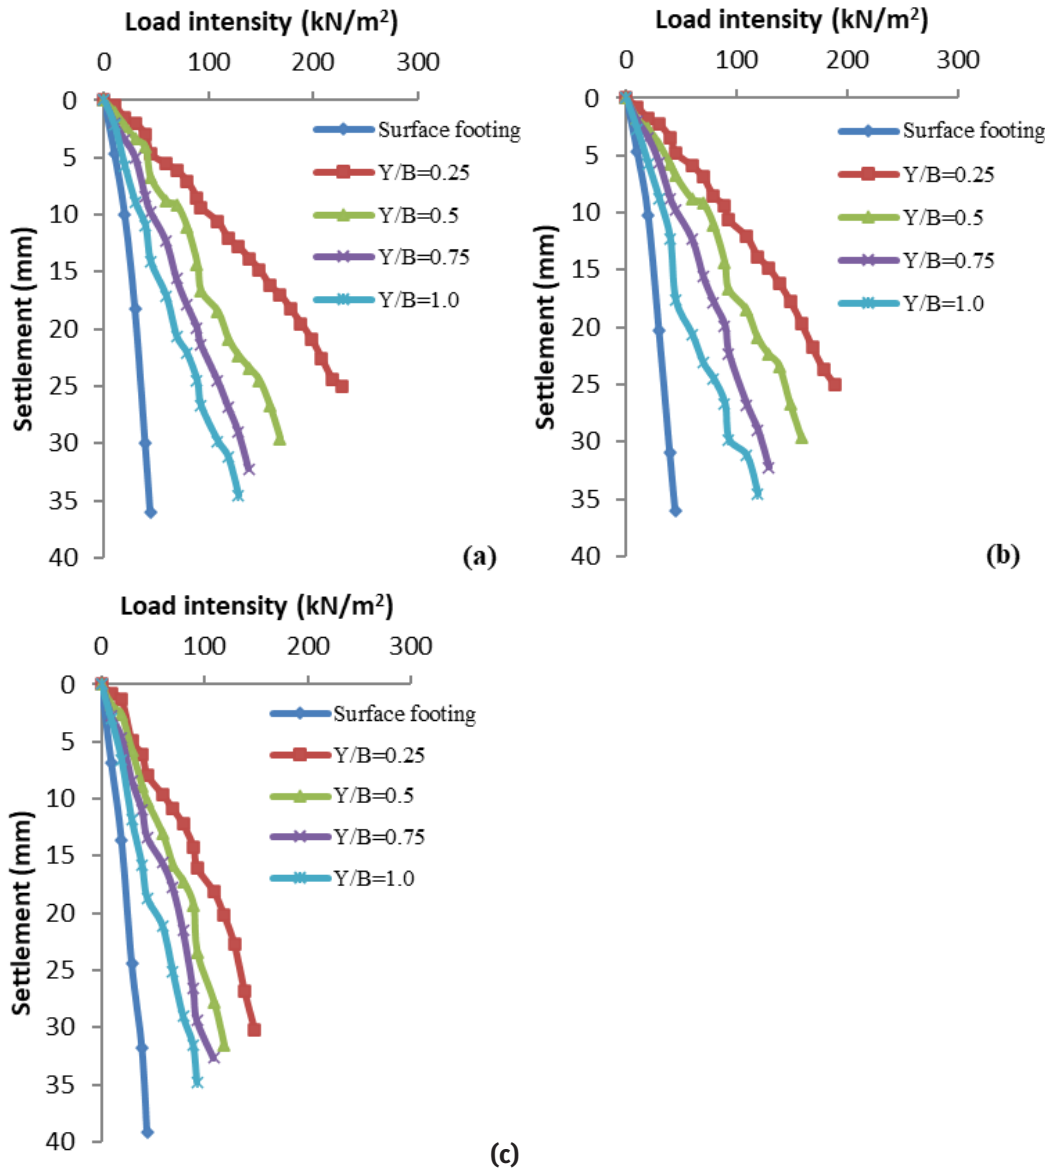 Load intensity (kN/m²)
0 100 200 300
0
5
10
15
20
25
30
35
40
Settlement (mm)
Surface footing
Y/B=0.25
Y/B=0.5
Y/B=0.75
Y/B=1.0
(a)
Load intensity (kN/m²)
0 100 200 300
0
5
10
15
20
25
30
35
40
Settlement (mm)
Surface footing
Y/B=0.25
Y/B=0.5
Y/B=0.75
Y/B=1.0
(b)
Load intensity (kN/m²)
0 100 200 300
0
5
10
15
20
25
30
35
40
Settlement (mm)
Surface footing
Y/B=0.25
Y/B=0.5
Y/B=0.75
Y/B=1.0
(c)